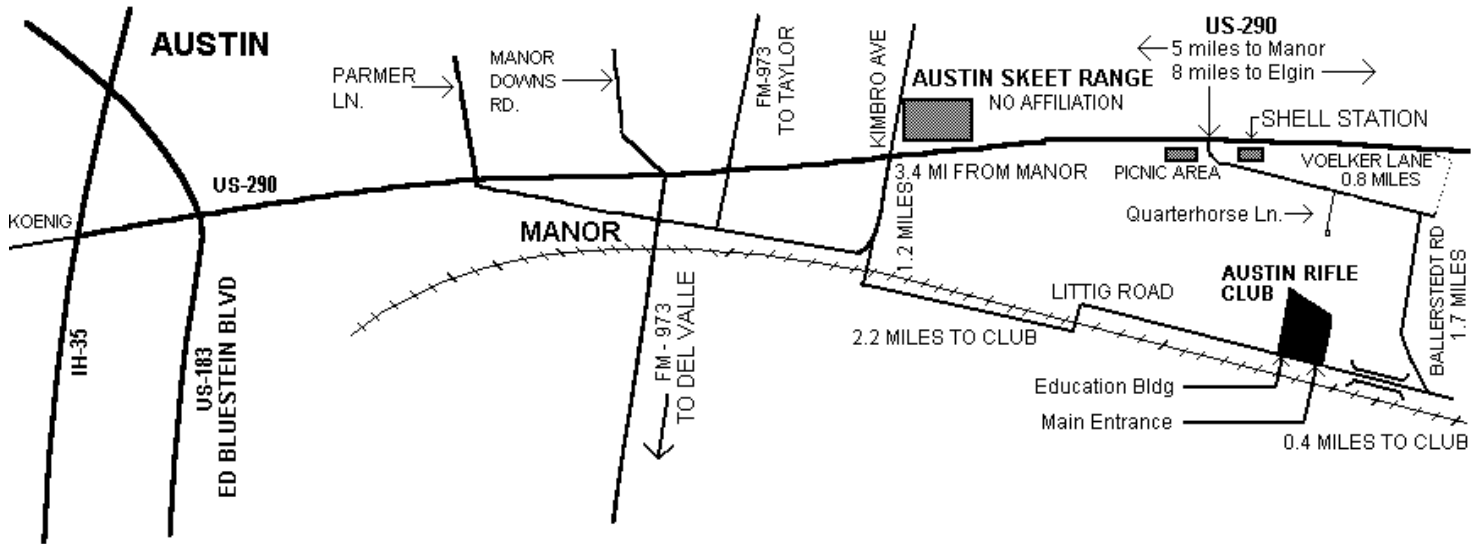 AUSTIN
PARMER
LN.
MANOR
DOWNS
RD.
FM-973
TO TAYLOR
KIMBRO AVE
AUSTIN SKEET RANGE
NO AFFILIATION
US-290
5 miles to Manor
8 miles to Elgin
SHELL STATION
KOENIG
US-290
MANOR
3.4 MI FROM MANOR
1.2 MILES
PICNIC AREA
VOELKER LANE
0.8 MILES
Quarterhorse Ln.
IH-35
US-183
ED BLUESTEIN BLVD
FM - 973
TO DEL VALLE
LITTIG ROAD
2.2 MILES TO CLUB
AUSTIN RIFLE
CLUB
BALLERSTEDT RD
1.7 MILES
Education Bldg
Main Entrance
0.4 MILES TO CLUB